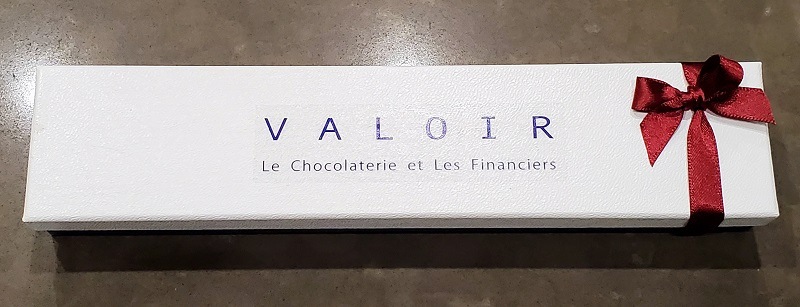 VALOIR
Le Chocolaterie et Les Financiers